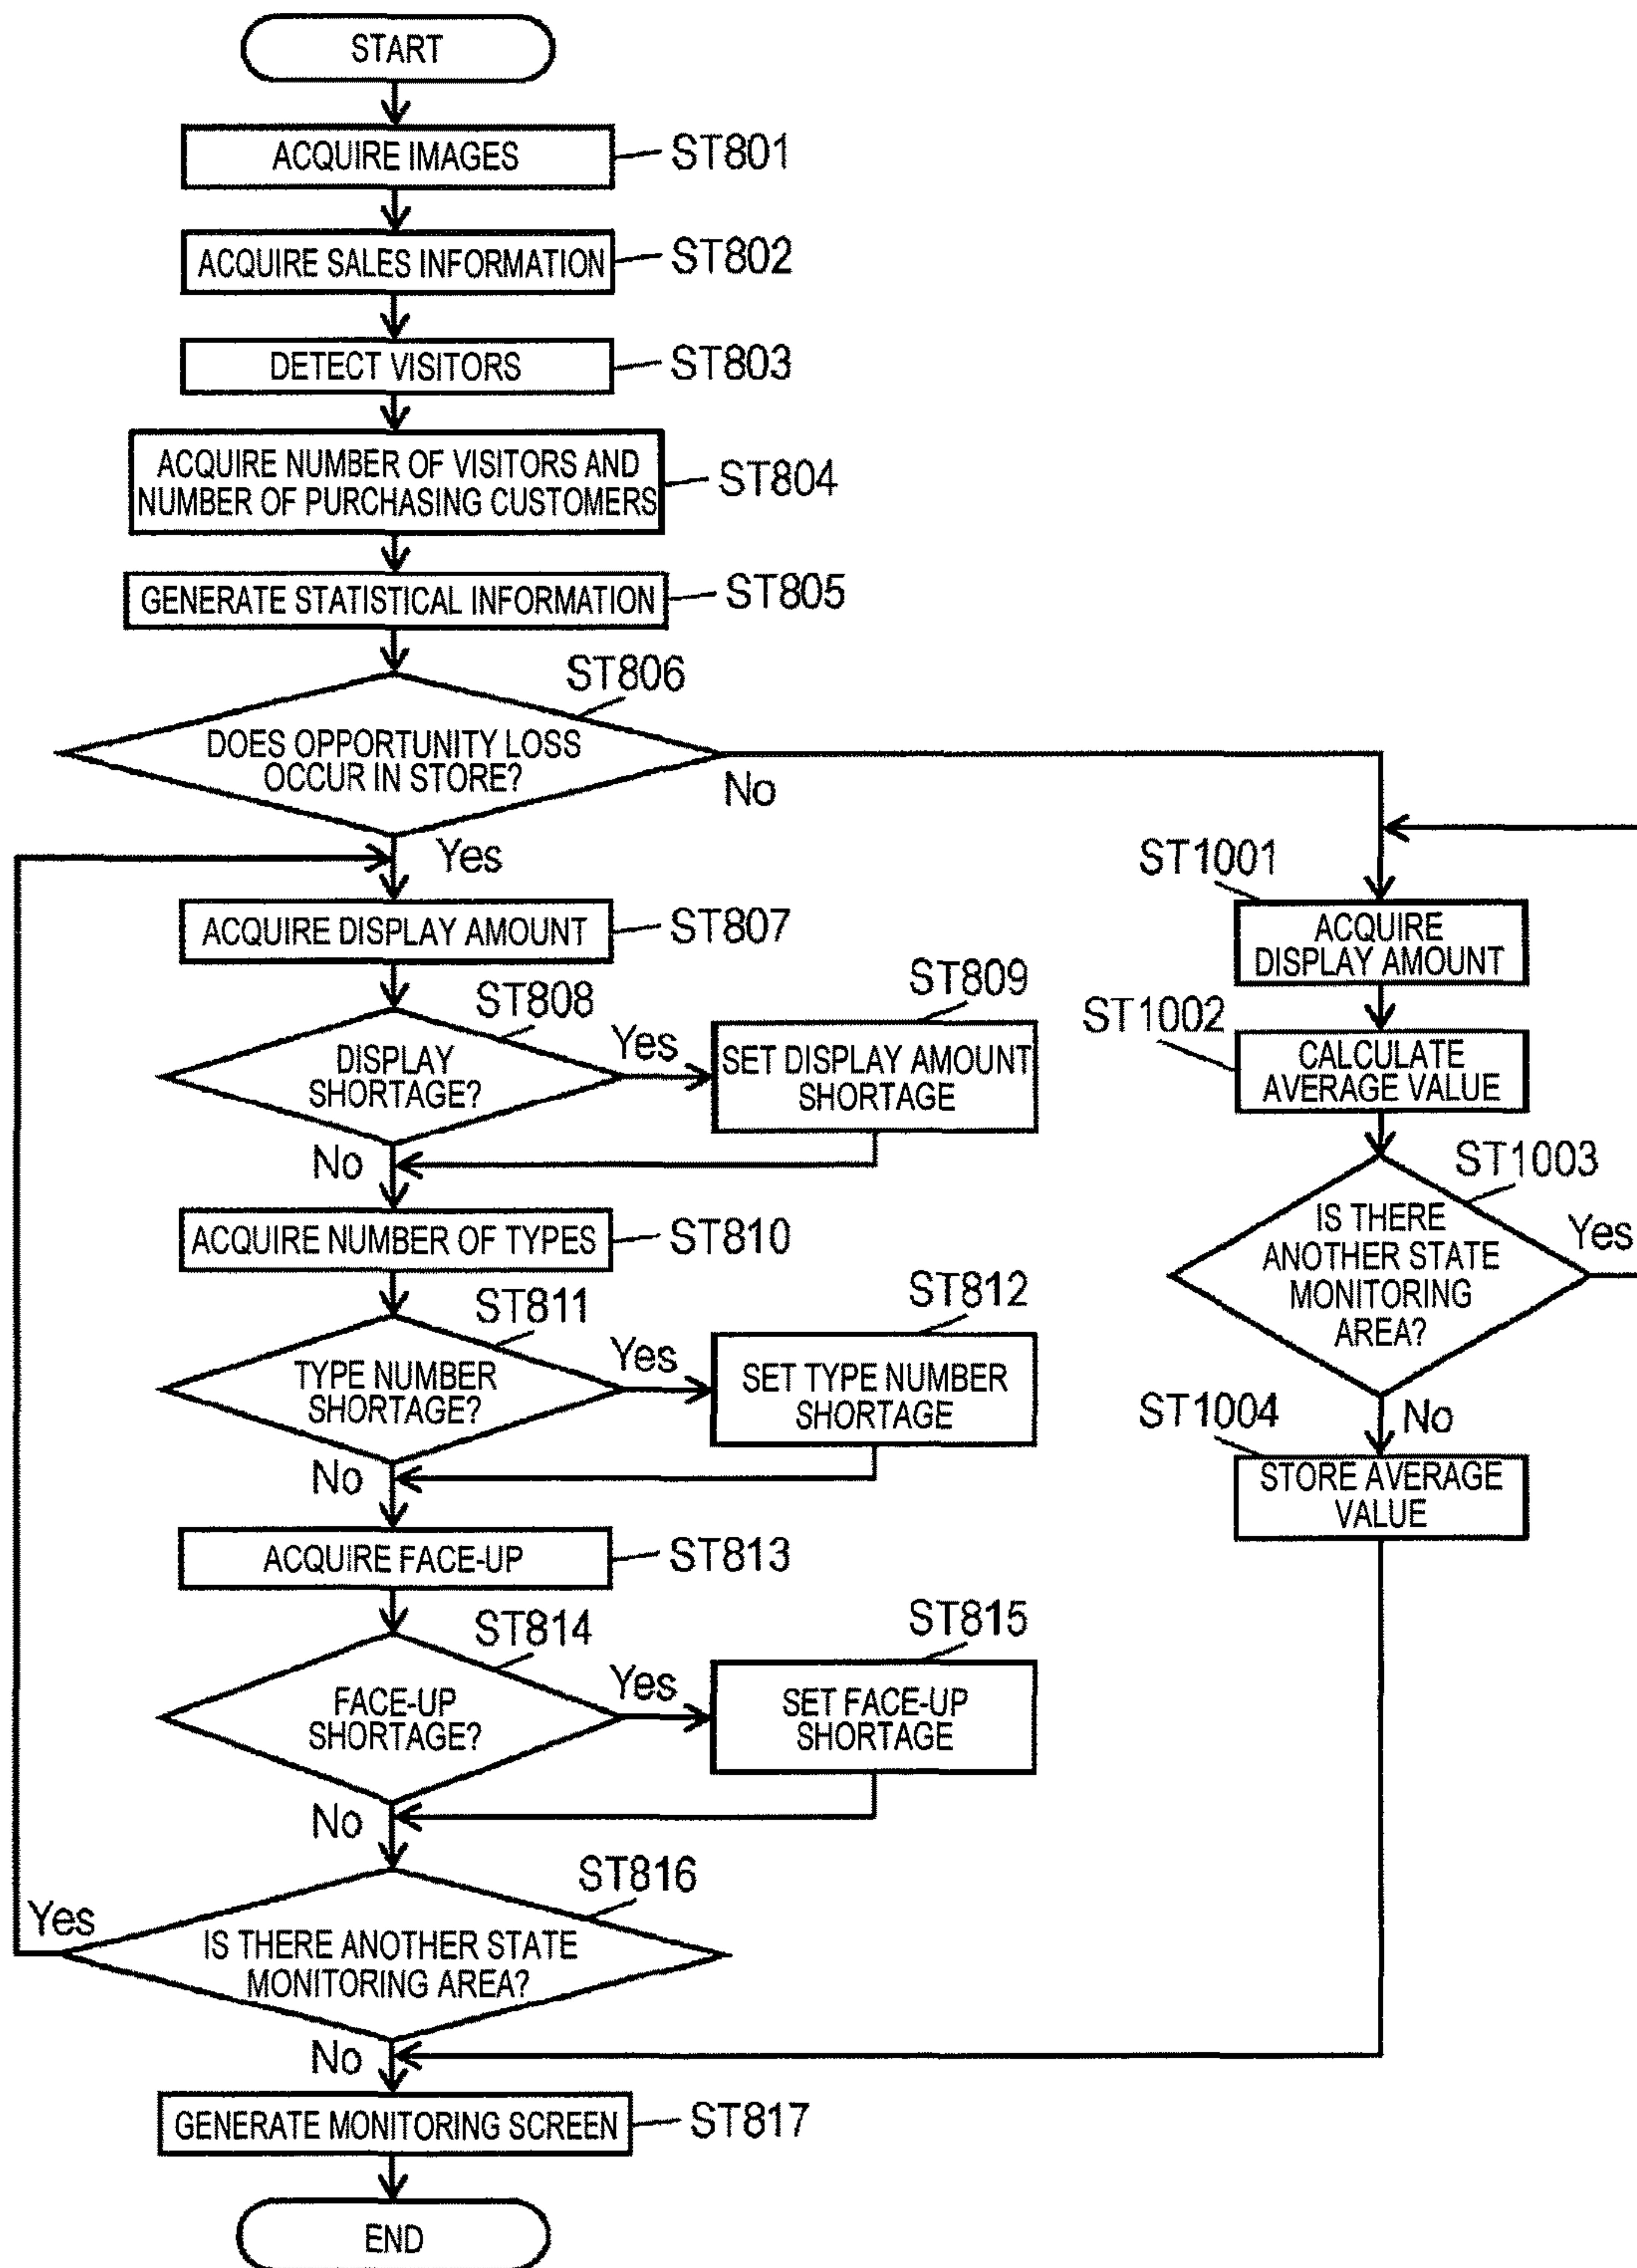 START
ACQUIRE IMAGES
ST801
ACQUIRE SALES INFORMATION
ST802
DETECT VISITORS
ST803
ACQUIRE NUMBER OF VISITORS AND
NUMBER OF PURCHASING CUSTOMERS
ST804
GENERATE STATISTICAL INFORMATION
ST805
ST806
DOES OPPORTUNITY LOSS
OCCUR IN STORE?
No
Yes
ACQUIRE DISPLAY AMOUNT
ST807
ST808
DISPLAY
SHORTAGE?
Yes
ST809
SET DISPLAY AMOUNT
SHORTAGE
No
ACQUIRE NUMBER OF TYPES
ST810
ST811
TYPE NUMBER
SHORTAGE?
Yes
ST812
SET TYPE NUMBER
SHORTAGE
No
ACQUIRE FACE-UP
ST813
ST814
FACE-UP
SHORTAGE?
Yes
ST815
SET FACE-UP
SHORTAGE
No
ST816
Yes
IS THERE ANOTHER STATE
MONITORING AREA?
No
ST1001
ACQUIRE
DISPLAY AMOUNT
ST1002
CALCULATE
AVERAGE VALUE
ST1003
IS THERE
ANOTHER STATE
MONITORING
AREA?
Yes
No
ST1004
STORE AVERAGE
VALUE
GENERATE MONITORING SCREEN
ST817
END